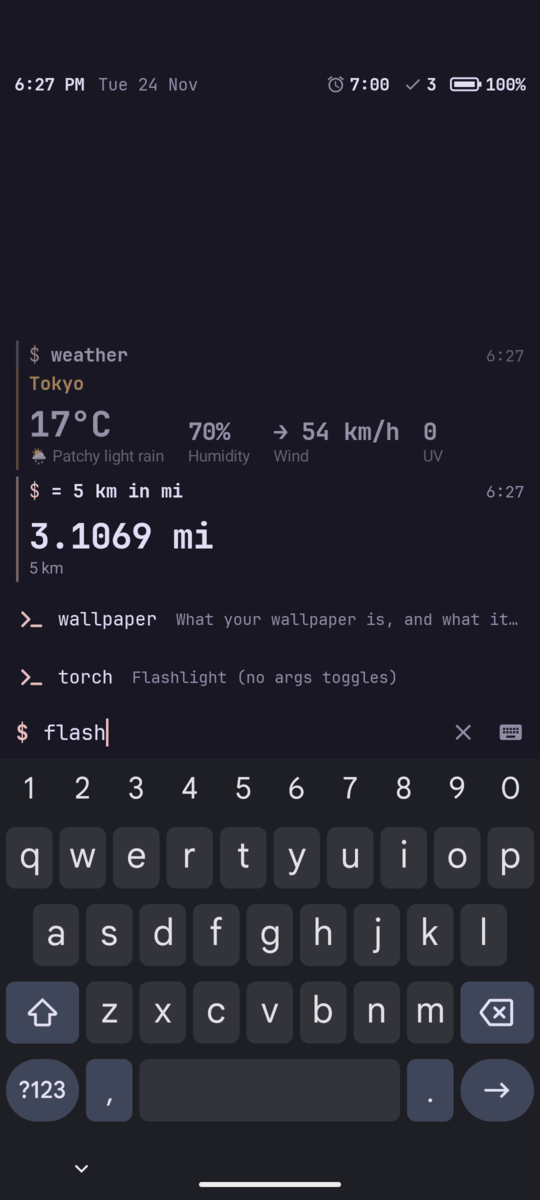 6:27 PM Tue 24 Nov 7:00 3 100%
$ weather 6:27
Tokyo
17°C 70% → 54 km/h 0
Patchy light rain Humidity Wind UV
$ = 5 km in mi 6:27
3.1069 mi
5 km
>_ wallpaper What your wallpaper is, and what it…
>_ torch Flashlight (no args toggles)
$ flash
1 2 3 4 5 6 7 8 9 0
q w e r t y u i o p
a s d f g h j k l
z x c v b n m
?123 , .